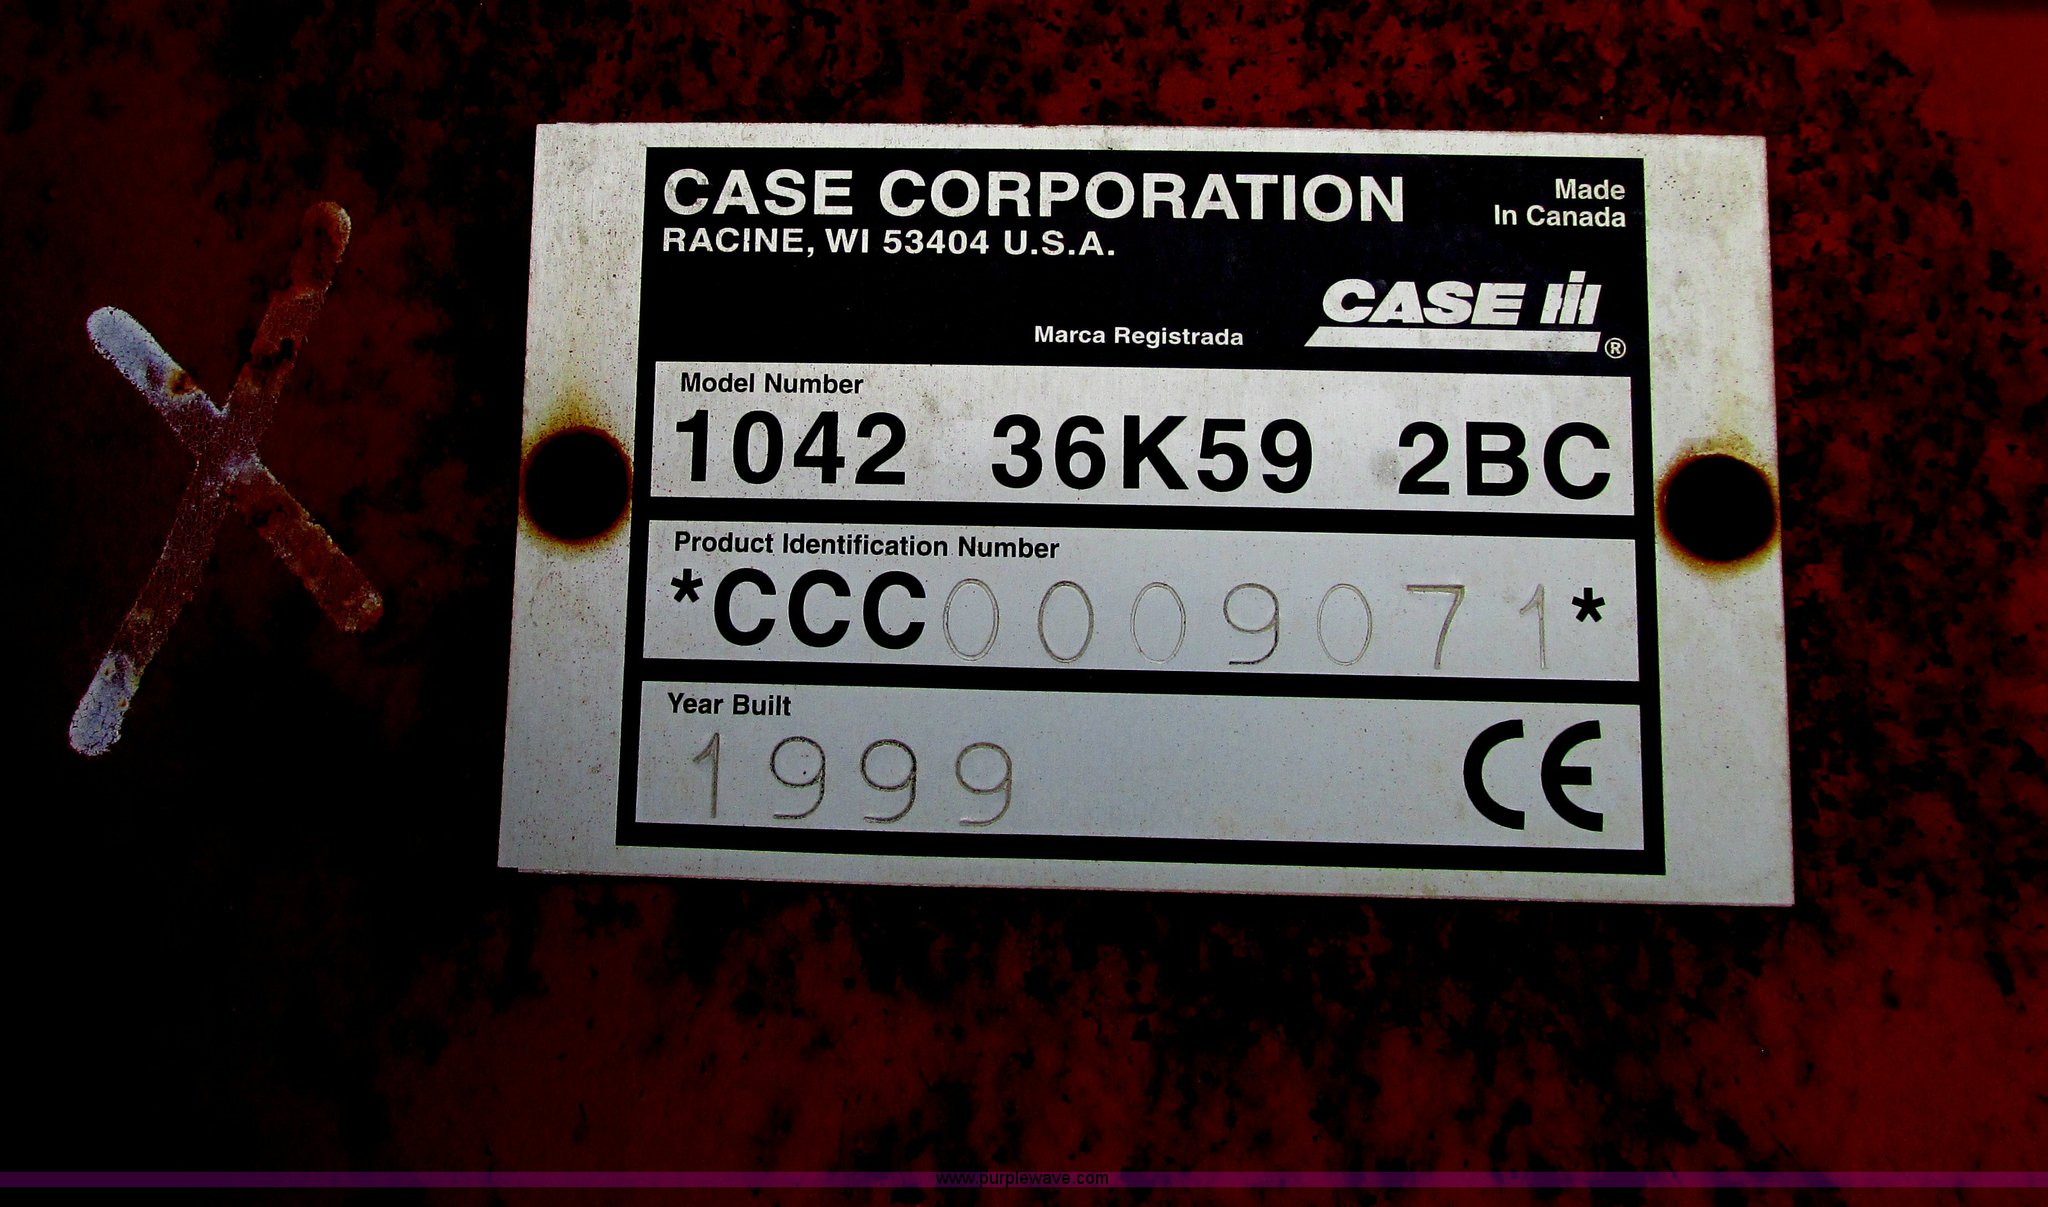 CASE CORPORATION
Made
In Canada
RACINE, WI 53404 U.S.A.
CASE IH
Marca Registrada ®
Model Number
1042 36K59 2BC
Product Identification Number
*CCC0009071*
Year Built
1999 CE
www.purplewave.com